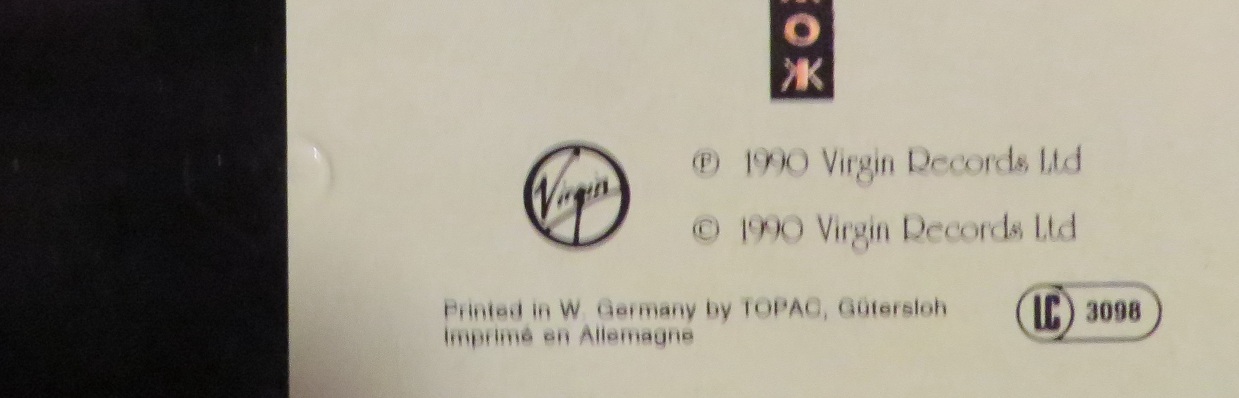 O
K
Virgin
℗ 1990 Virgin Records Ltd
© 1990 Virgin Records Ltd
Printed in W. Germany by TOPAC, Gütersloh
Imprimé en Allemagne
LC 3098